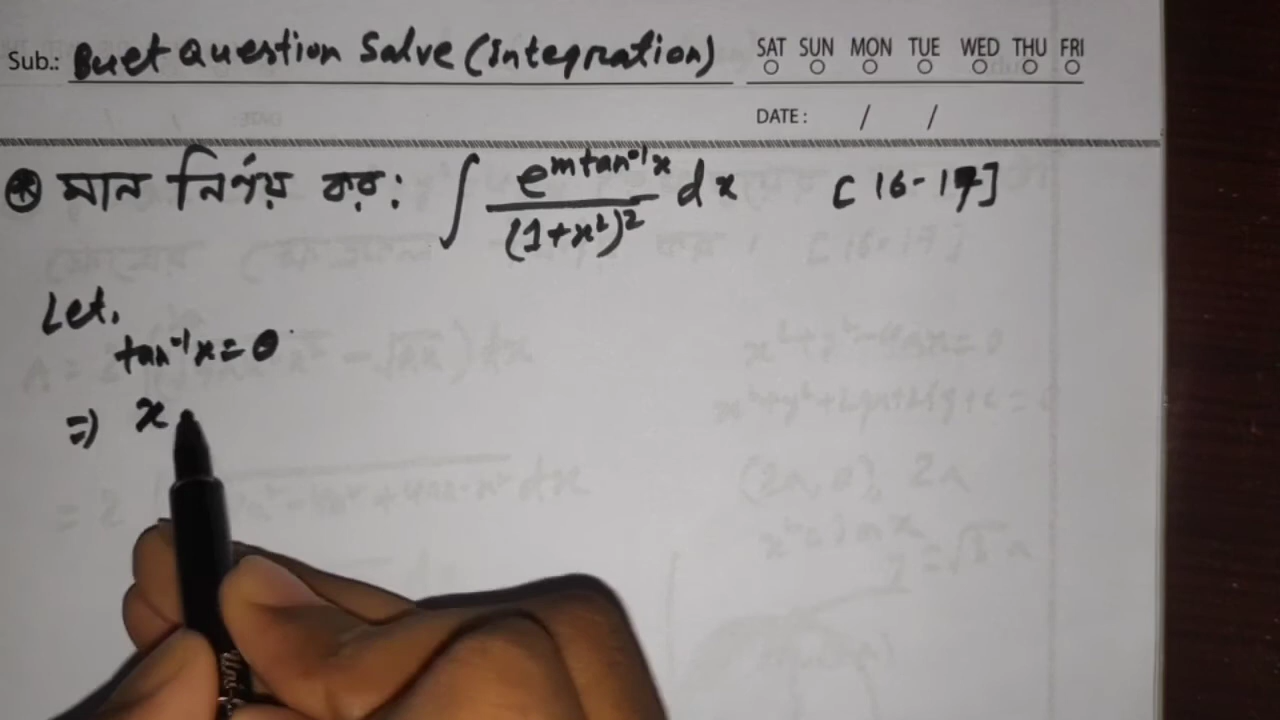 Sub.: Buet Question Solve (Integration) SAT SUN MON TUE WED THU FRI
DATE: / /
মান নির্ণয় কর: ∫ e^(m tan⁻¹x) / (1+x²)² dx [16-17]
Let,
tan⁻¹x = θ
=> x